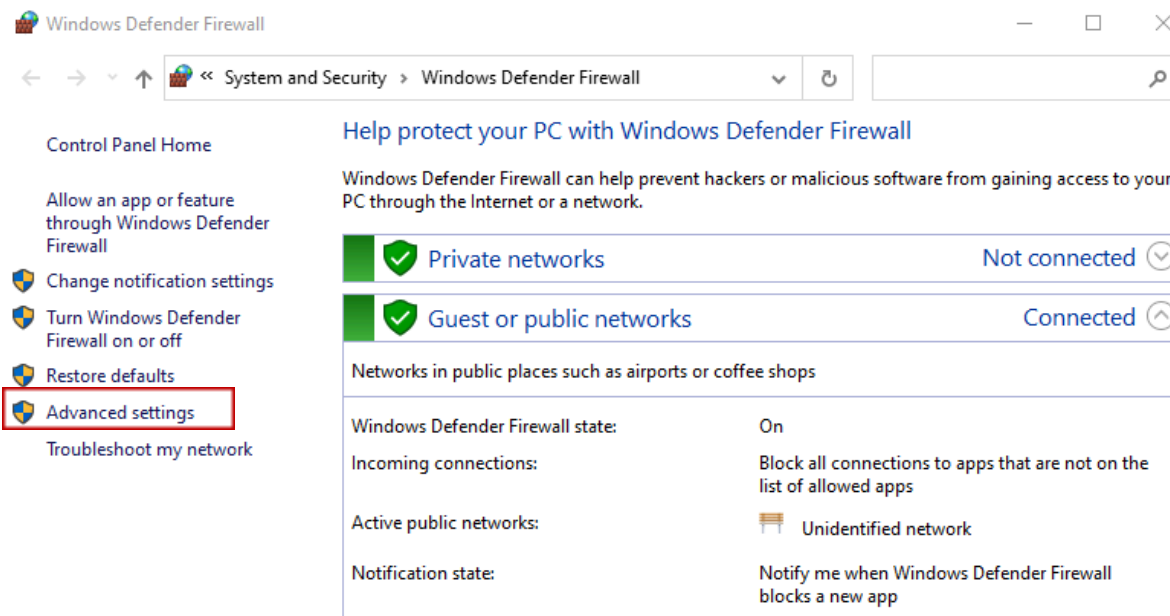 Windows Defender Firewall
« System and Security > Windows Defender Firewall
Control Panel Home
Allow an app or feature
through Windows Defender
Firewall
Change notification settings
Turn Windows Defender
Firewall on or off
Restore defaults
Advanced settings
Troubleshoot my network
Help protect your PC with Windows Defender Firewall
Windows Defender Firewall can help prevent hackers or malicious software from gaining access to your
PC through the Internet or a network.
Private networks Not connected
Guest or public networks Connected
Networks in public places such as airports or coffee shops
Windows Defender Firewall state: On
Incoming connections: Block all connections to apps that are not on the
list of allowed apps
Active public networks: Unidentified network
Notification state: Notify me when Windows Defender Firewall
blocks a new app